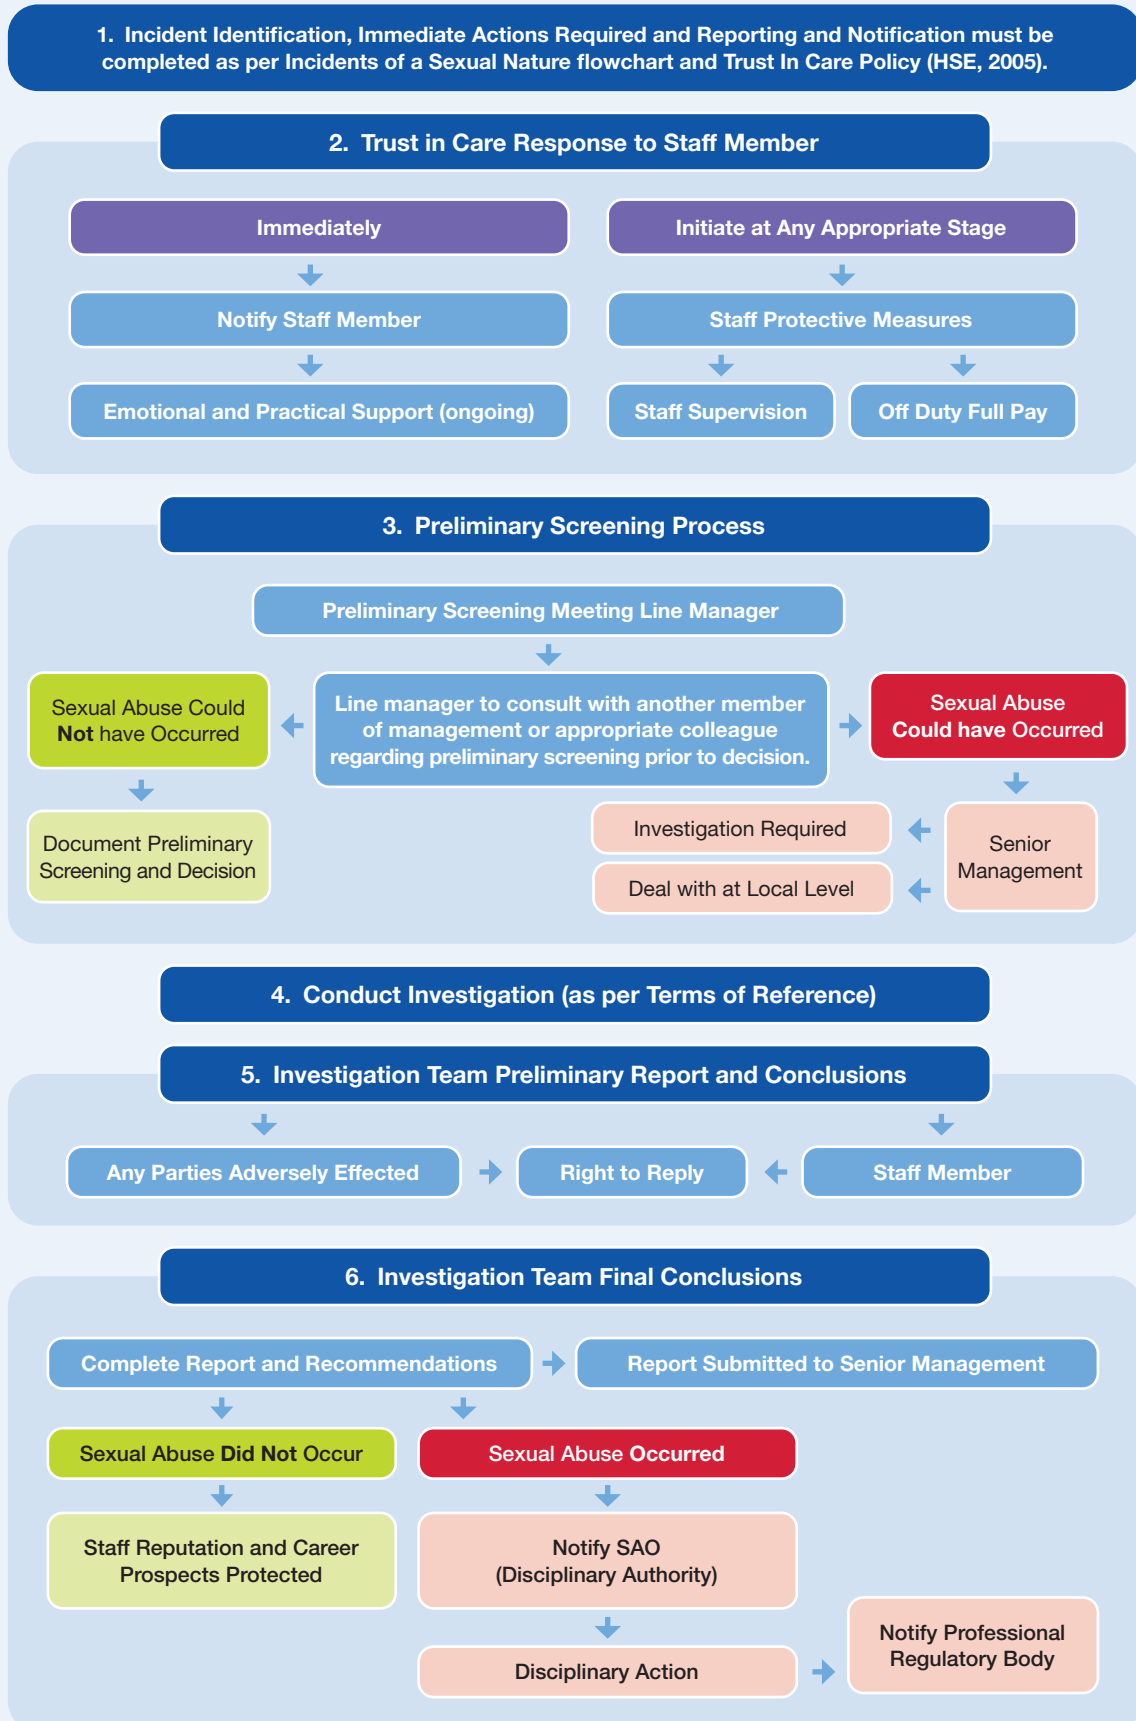 1. Incident Identification, Immediate Actions Required and Reporting and Notification must be
completed as per Incidents of a Sexual Nature flowchart and Trust In Care Policy (HSE, 2005).
2. Trust in Care Response to Staff Member
Immediately
Initiate at Any Appropriate Stage
Notify Staff Member
Staff Protective Measures
Emotional and Practical Support (ongoing)
Staff Supervision
Off Duty Full Pay
3. Preliminary Screening Process
Preliminary Screening Meeting Line Manager
Sexual Abuse Could
Not have Occurred
Line manager to consult with another member
of management or appropriate colleague
regarding preliminary screening prior to decision.
Sexual Abuse
Could have Occurred
Document Preliminary
Screening and Decision
Investigation Required
Deal with at Local Level
Senior
Management
4. Conduct Investigation (as per Terms of Reference)
5. Investigation Team Preliminary Report and Conclusions
Any Parties Adversely Effected
Right to Reply
Staff Member
6. Investigation Team Final Conclusions
Complete Report and Recommendations
Report Submitted to Senior Management
Sexual Abuse Did Not Occur
Sexual Abuse Occurred
Staff Reputation and Career
Prospects Protected
Notify SAO
(Disciplinary Authority)
Disciplinary Action
Notify Professional
Regulatory Body